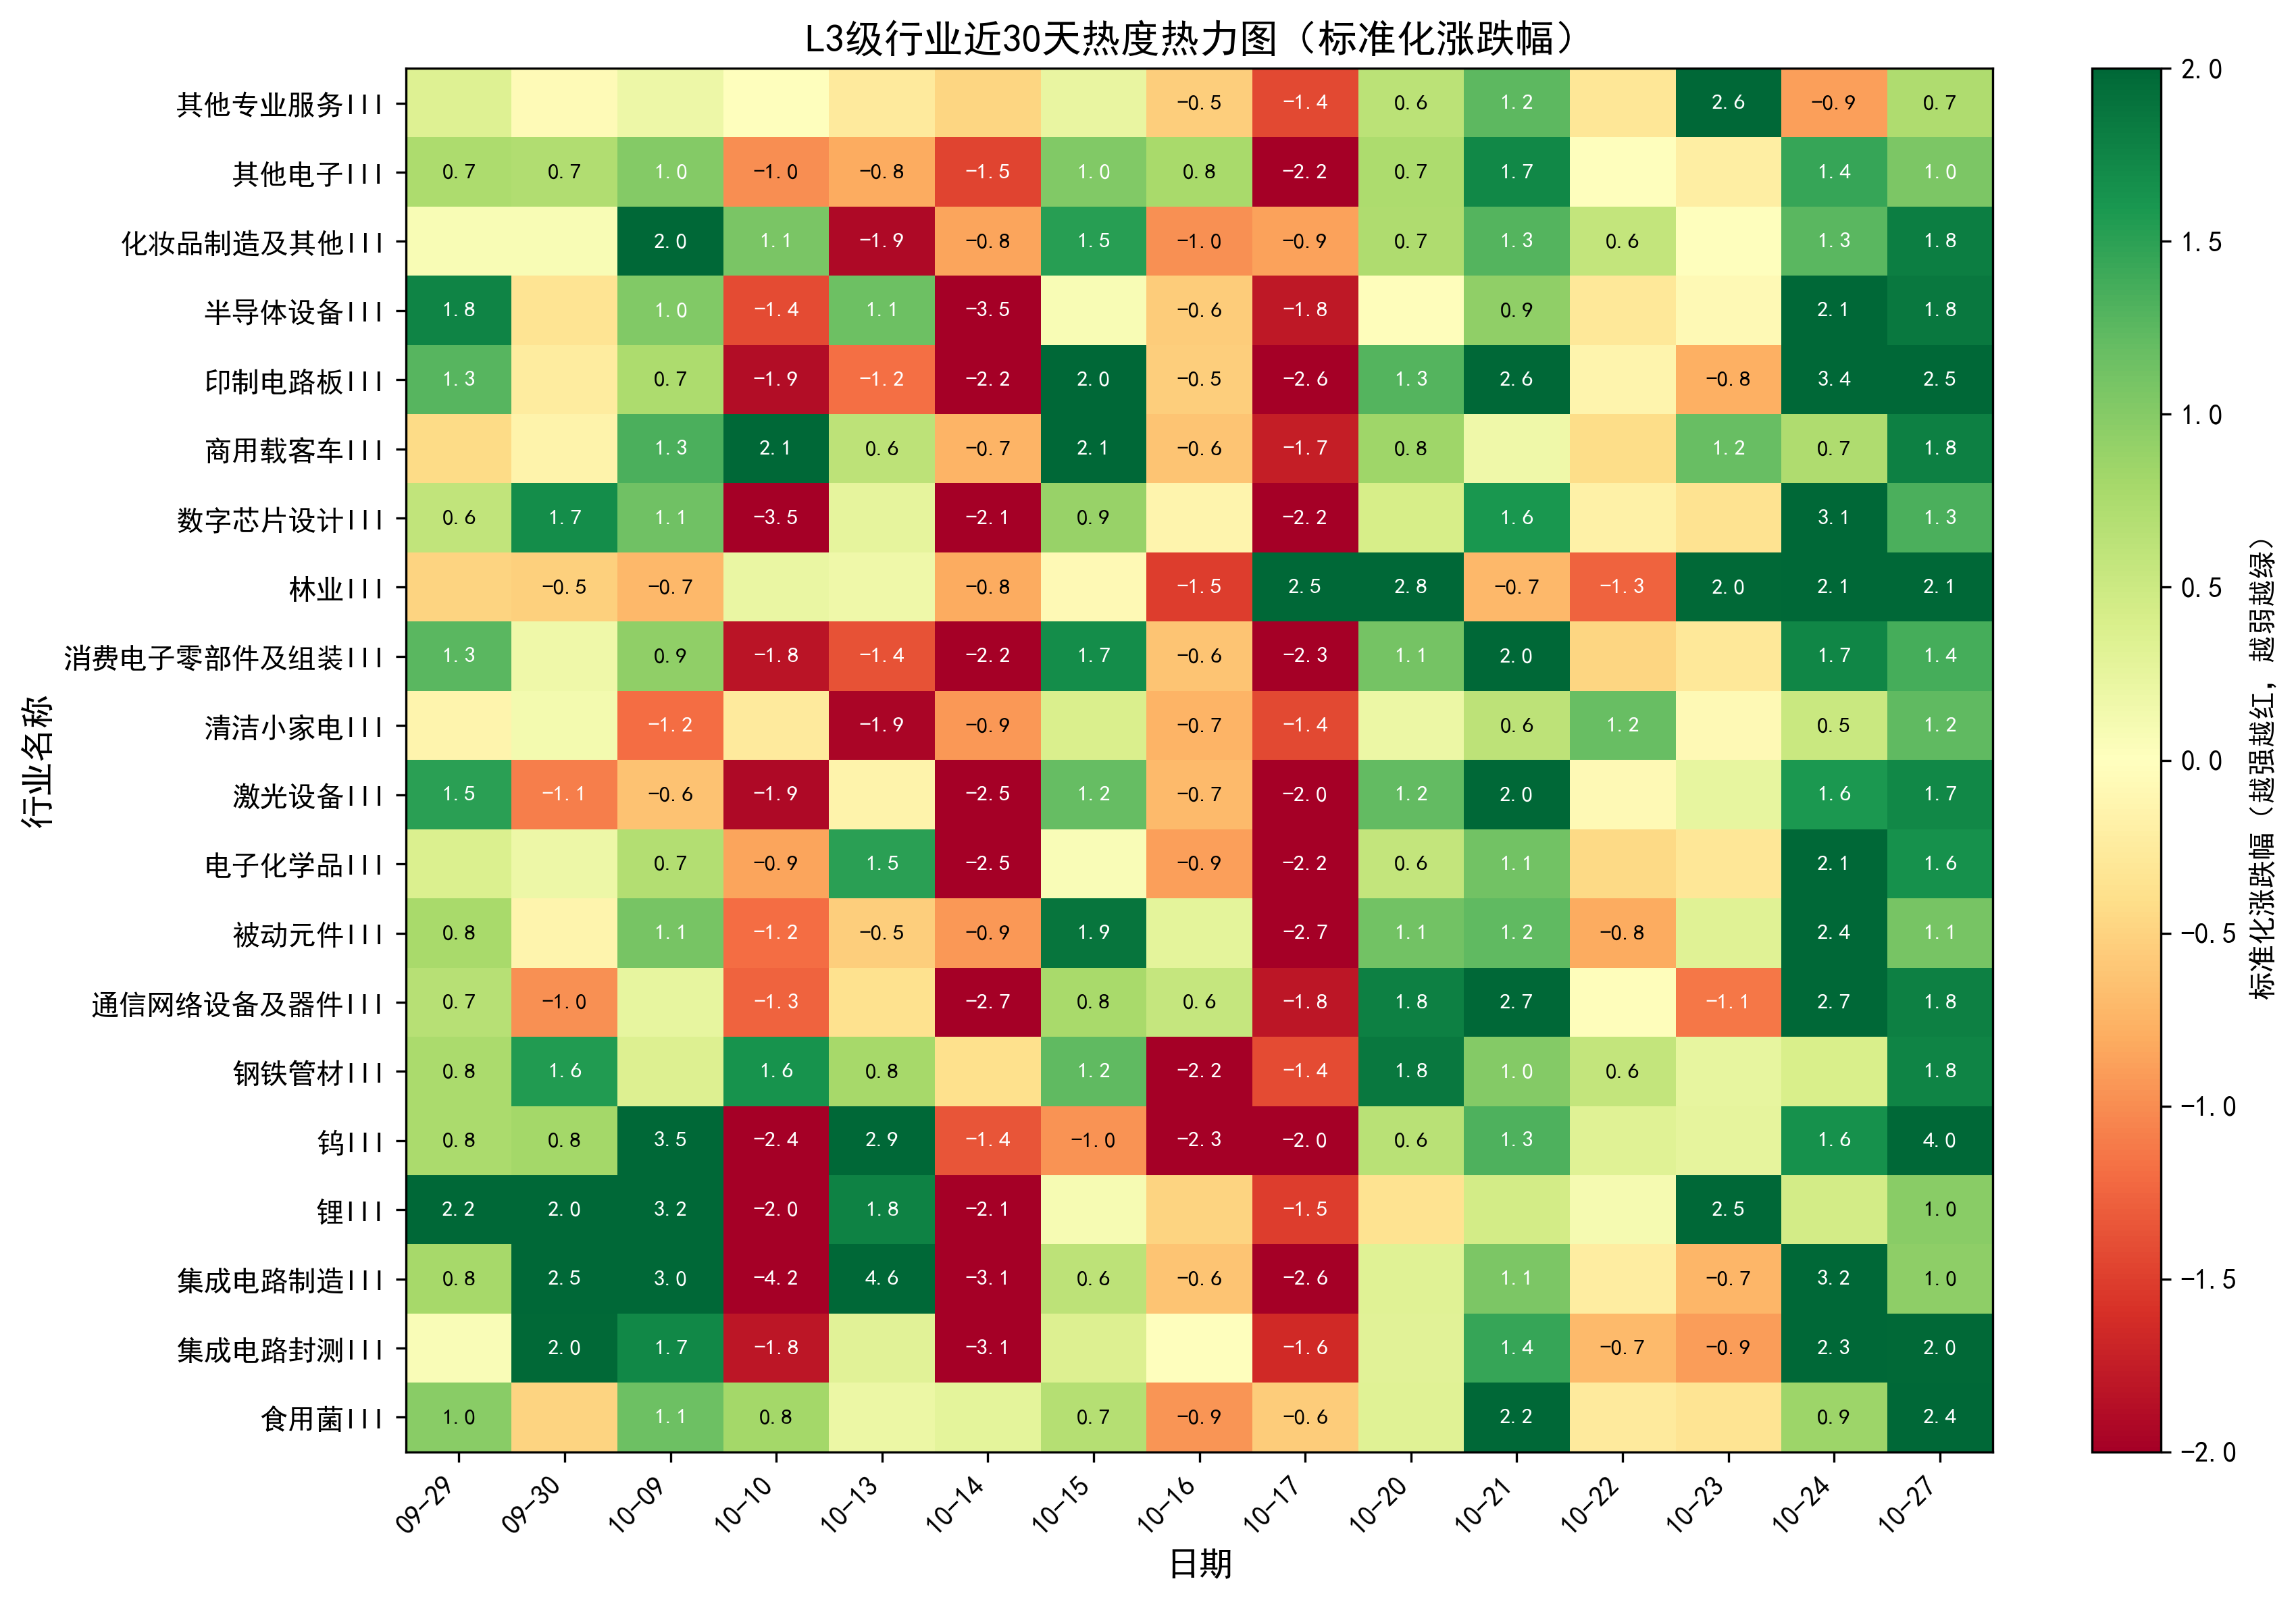 L3级行业近30天热度热力图（标准化涨跌幅）
行业名称
其他专业服务III -0.5 -1.4 0.6 1.2 2.6 -0.9 0.7
其他电子III 0.7 0.7 1.0 -1.0 -0.8 -1.5 1.0 0.8 -2.2 0.7 1.7 1.4 1.0
化妆品制造及其他III 2.0 1.1 -1.9 -0.8 1.5 -1.0 -0.9 0.7 1.3 0.6 1.3 1.8
半导体设备III 1.8 1.0 -1.4 1.1 -3.5 -0.6 -1.8 0.9 2.1 1.8
印制电路板III 1.3 0.7 -1.9 -1.2 -2.2 2.0 -0.5 -2.6 1.3 2.6 -0.8 3.4 2.5
商用载客车III 1.3 2.1 0.6 -0.7 2.1 -0.6 -1.7 0.8 1.2 0.7 1.8
数字芯片设计III 0.6 1.7 1.1 -3.5 -2.1 0.9 -2.2 1.6 3.1 1.3
林业III -0.5 -0.7 -0.8 -1.5 2.5 2.8 -0.7 -1.3 2.0 2.1 2.1
消费电子零部件及组装III 1.3 0.9 -1.8 -1.4 -2.2 1.7 -0.6 -2.3 1.1 2.0 1.7 1.4
清洁小家电III -1.2 -1.9 -0.9 -0.7 -1.4 0.6 1.2 0.5 1.2
激光设备III 1.5 -1.1 -0.6 -1.9 -2.5 1.2 -0.7 -2.0 1.2 2.0 1.6 1.7
电子化学品III 0.7 -0.9 1.5 -2.5 -0.9 -2.2 0.6 1.1 2.1 1.6
被动元件III 0.8 1.1 -1.2 -0.5 -0.9 1.9 -2.7 1.1 1.2 -0.8 2.4 1.1
通信网络设备及器件III 0.7 -1.0 -1.3 -2.7 0.8 0.6 -1.8 1.8 2.7 -1.1 2.7 1.8
钢铁管材III 0.8 1.6 1.6 0.8 1.2 -2.2 -1.4 1.8 1.0 0.6 1.8
钨III 0.8 0.8 3.5 -2.4 2.9 -1.4 -1.0 -2.3 -2.0 0.6 1.3 1.6 4.0
锂III 2.2 2.0 3.2 -2.0 1.8 -2.1 -1.5 2.5 1.0
集成电路制造III 0.8 2.5 3.0 -4.2 4.6 -3.1 0.6 -0.6 -2.6 1.1 -0.7 3.2 1.0
集成电路封测III 2.0 1.7 -1.8 -3.1 -1.6 1.4 -0.7 -0.9 2.3 2.0
食用菌III 1.0 1.1 0.8 0.7 -0.9 -0.6 2.2 0.9 2.4
09-29 09-30 10-09 10-10 10-13 10-14 10-15 10-16 10-17 10-20 10-21 10-22 10-23 10-24 10-27
日期
2.0
1.5
1.0
0.5
0.0
-0.5
-1.0
-1.5
-2.0
标准化涨跌幅（越强越红，越弱越绿）